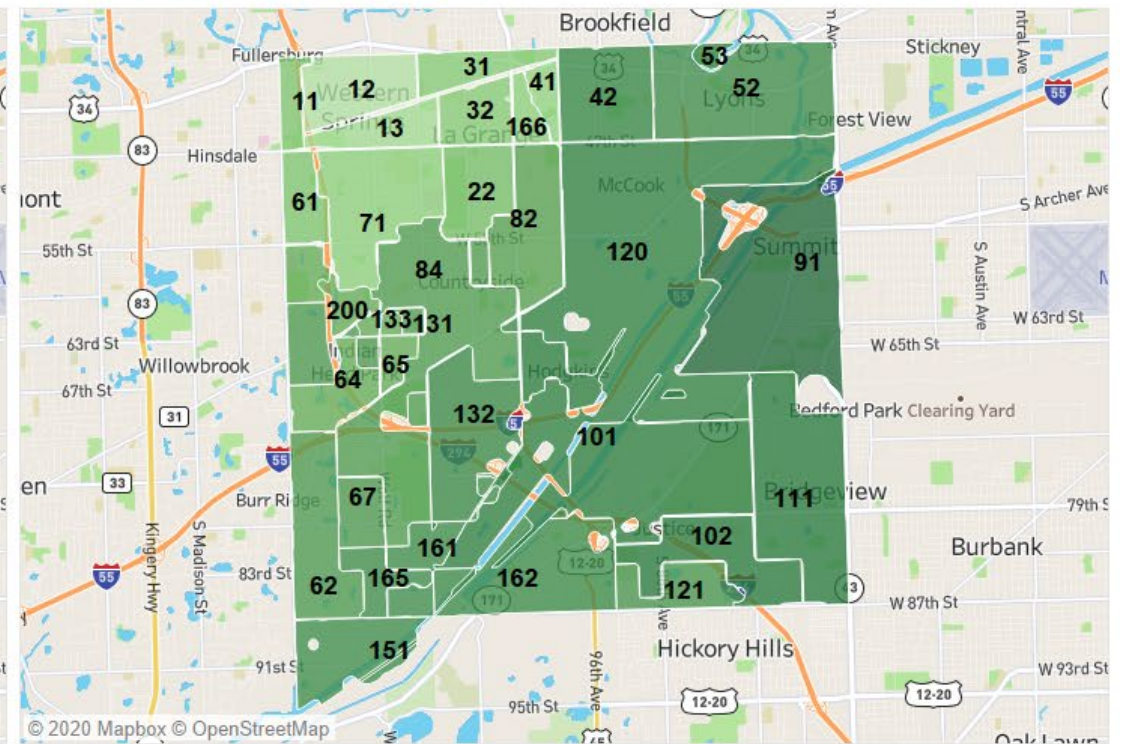 Brookfield
Fullersburg
Stickney
53
34
34
31
41
12
32
42
52
11
Western
Springs
13
La Grange
166
Lyons
55
34
Forest View
47th St
83
Hinsdale
McCook
55
S Archer Ave
61
22
71
82
W 55th St
55th St
84
120
Summit
91
Countryside
S Austin Ave
55
83
200
133
131
W 63rd St
63rd St
Indian
Head Park
65
64
W 65th St
Willowbrook
Hodgkins
67th St
31
132
101
171
Bedford Park
Clearing Yard
55
294
33
67
Burr Ridge
Bridgeview
111
79th S
Kingery Hwy
S Madison St
Justice
102
161
12-20
Burbank
83rd St
55
62
165
162
171
121
43
W 87th St
151
Hickory Hills
91st St
96th Ave
W 93rd St
12-20
12-20
95th St
45
Oak Lawn
© 2020 Mapbox © OpenStreetMap